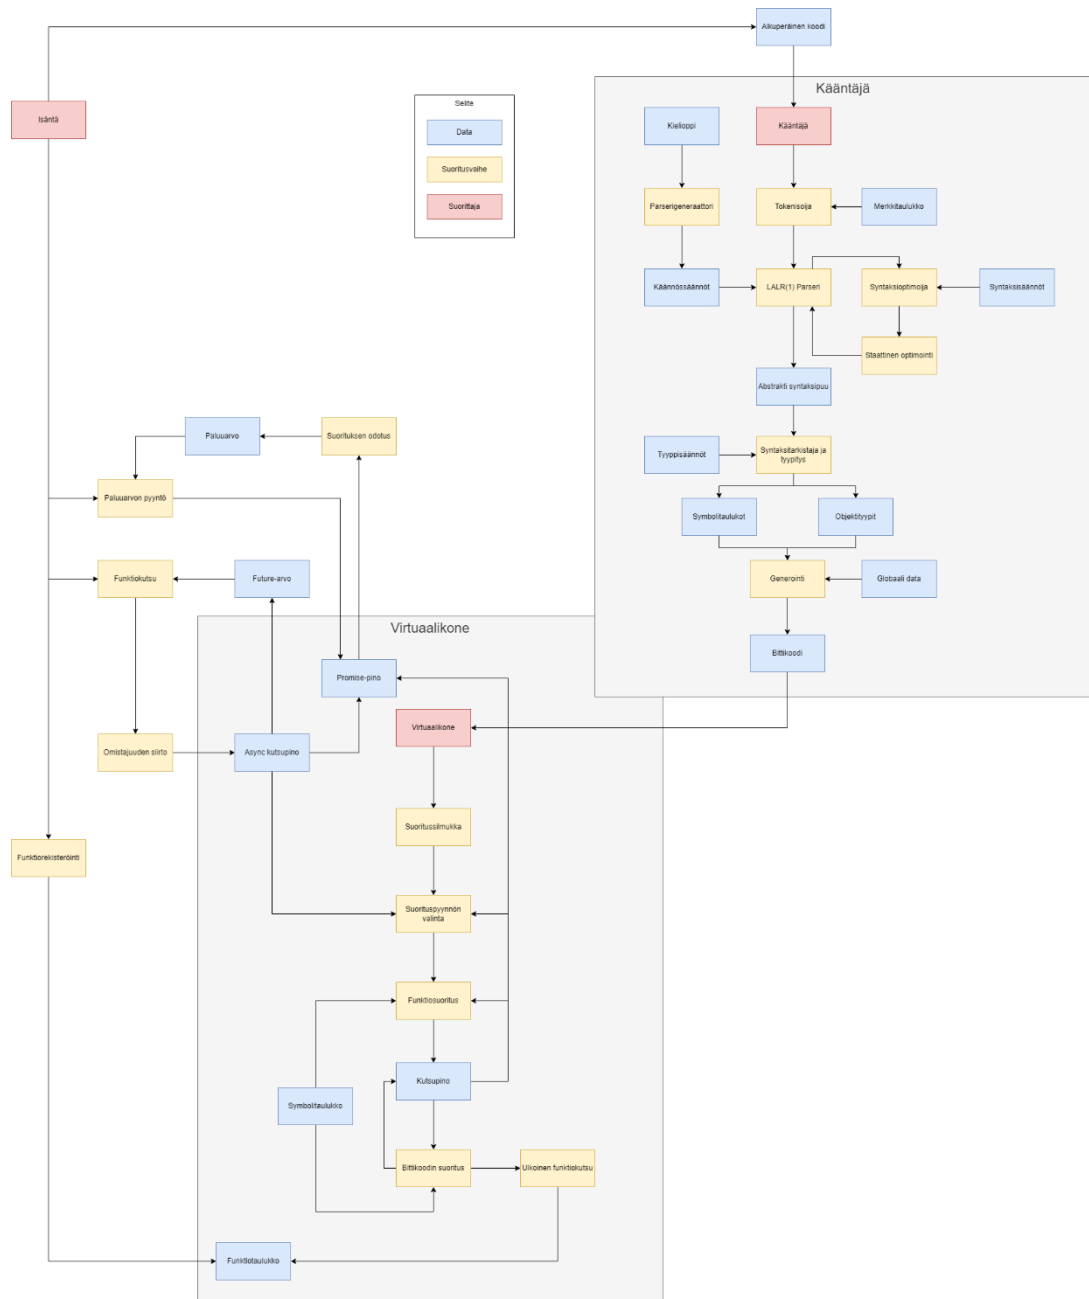 Alkuperäinen koodi
Kääntäjä
Isäntä
Selite
Data
Suoritusvaihe
Suorittaja
Kielioppi
Kääntäjä
Parserigeneraattori
Tokenisoija
Merkkitaulukko
Käännössäännöt
LALR(1) Parseri
Syntaksioptimoija
Syntaksisäännöt
Staattinen optimointi
Abstrakti syntaksipuu
Paluuarvo
Suorituksen odotus
Tyyppisäännöt
Syntaksitarkistaja ja
tyypitys
Paluuarvon pyyntö
Symbolitaulukot
Objektityypit
Funktiokutsu
Future-arvo
Generointi
Globaali data
Virtuaalikone
Bittikoodi
Promise-pino
Virtuaalikone
Omistajuuden siirto
Async kutsupino
Suoritussilmukka
Funktiorekisteröinti
Suorituspyynnön
valinta
Funktiosuoritus
Kutsupino
Symbolitaulukko
Bittikoodin suoritus
Ulkoinen funktiokutsu
Funktiotaulukko